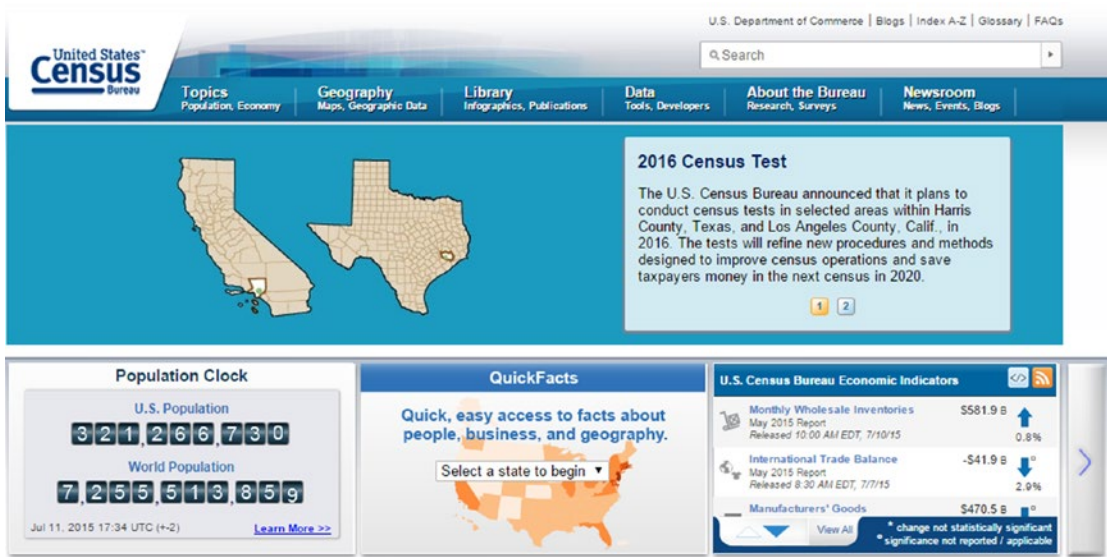 U.S. Department of Commerce | Blogs | Index A-Z | Glossary | FAQs
United States™
Census
Bureau
Search
Topics
Population, Economy
Geography
Maps, Geographic Data
Library
Infographics, Publications
Data
Tools, Developers
About the Bureau
Research, Surveys
Newsroom
News, Events, Blogs
2016 Census Test
The U.S. Census Bureau announced that it plans to
conduct census tests in selected areas within Harris
County, Texas, and Los Angeles County, Calif., in
2016. The tests will refine new procedures and methods
designed to improve census operations and save
taxpayers money in the next census in 2020.
1 2
Population Clock
U.S. Population
321,266,730
World Population
7,255,513,859
Jul 11, 2015 17:34 UTC (+-2) Learn More >>
QuickFacts
Quick, easy access to facts about
people, business, and geography.
Select a state to begin
U.S. Census Bureau Economic Indicators
Monthly Wholesale Inventories $581.9 B
May 2015 Report
Released 10:00 AM EDT, 7/10/15 0.8%
International Trade Balance -$41.9 B °
May 2015 Report
Released 8:30 AM EDT, 7/7/15 2.9%
Manufacturers' Goods $470.5 B °
View All
* change not statistically significant
° significance not reported / applicable